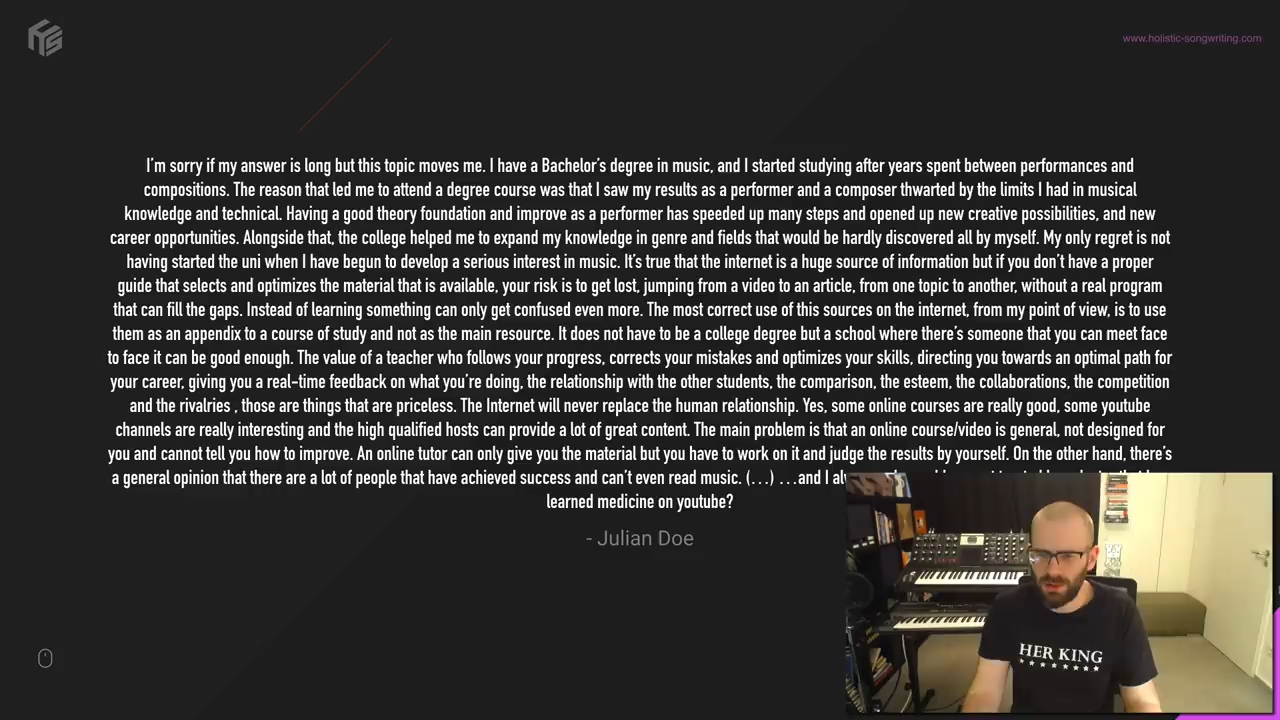 www.holistic-songwriting.com
I'm sorry if my answer is long but this topic moves me. I have a Bachelor's degree in music, and I started studying after years spent between performances and
compositions. The reason that led me to attend a degree course was that I saw my results as a performer and a composer thwarted by the limits I had in musical
knowledge and technical. Having a good theory foundation and improve as a performer has speeded up many steps and opened up new creative possibilities, and new
career opportunities. Alongside that, the college helped me to expand my knowledge in genre and fields that would be hardly discovered all by myself. My only regret is not
having started the uni when I have begun to develop a serious interest in music. It's true that the internet is a huge source of information but if you don't have a proper
guide that selects and optimizes the material that is available, your risk is to get lost, jumping from a video to an article, from one topic to another, without a real program
that can fill the gaps. Instead of learning something can only get confused even more. The most correct use of this sources on the internet, from my point of view, is to use
them as an appendix to a course of study and not as the main resource. It does not have to be a college degree but a school where there's someone that you can meet face
to face it can be good enough. The value of a teacher who follows your progress, corrects your mistakes and optimizes your skills, directing you towards an optimal path for
your career, giving you a real-time feedback on what you're doing, the relationship with the other students, the comparison, the esteem, the collaborations, the competition
and the rivalries , those are things that are priceless. The Internet will never replace the human relationship. Yes, some online courses are really good, some youtube
channels are really interesting and the high qualified hosts can provide a lot of great content. The main problem is that an online course/video is general, not designed for
you and cannot tell you how to improve. An online tutor can only give you the material but you have to work on it and judge the results by yourself. On the other hand, there's
a general opinion that there are a lot of people that have achieved success and can't even read music. (...) ...and I
learned medicine on youtube?
- Julian Doe
HER KING